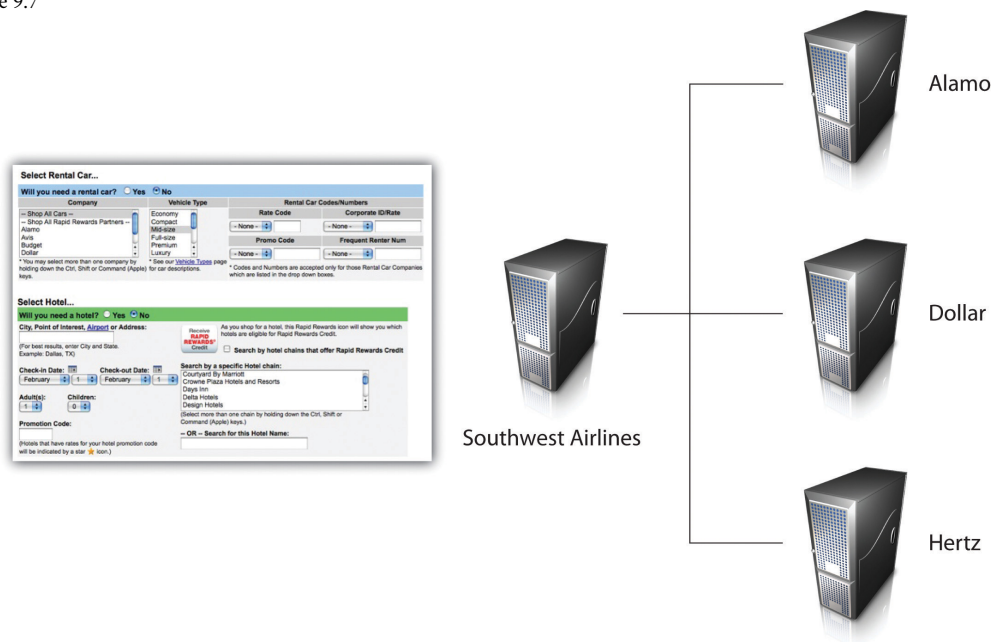 e 9.7
Select Rental Car...
Will you need a rental car? Yes No
Company Vehicle Type Rental Car Codes/Numbers
-- Shop All Cars --
-- Shop All Rapid Rewards Partners --
Alamo
Avis
Budget
Dollar
Economy
Compact
Mid-size
Full-size
Premium
Luxury
Rate Code Corporate ID/Rate
- None - - None -
Promo Code Frequent Renter Num
- None - - None -
* You may select more than one company by
holding down the Ctrl, Shift or Command (Apple)
keys.
* See our Vehicle Types page
for car descriptions.
* Codes and Numbers are accepted only for those Rental Car Companies
which are listed in the drop down boxes.
Select Hotel...
Will you need a hotel? Yes No
City, Point of Interest, Airport or Address:
(For best results, enter City and State.
Example: Dallas, TX)
Receive
RAPID
REWARDS*
Credit
As you shop for a hotel, this Rapid Rewards icon will show you which
hotels are eligible for Rapid Rewards Credit.
Search by hotel chains that offer Rapid Rewards Credit
Check-in Date: Check-out Date:
February 1 February 1
Adult(s): Children:
1 0
Promotion Code:
(Hotels that have rates for your hotel promotion code
will be indicated by a star icon.)
Search by a specific Hotel chain:
Courtyard By Marriott
Crowne Plaza Hotels and Resorts
Days Inn
Delta Hotels
Design Hotels
(Select more than one chain by holding down the Ctrl, Shift or
Command (Apple) keys.)
-- OR -- Search for this Hotel Name:
Southwest Airlines
Alamo
Dollar
Hertz